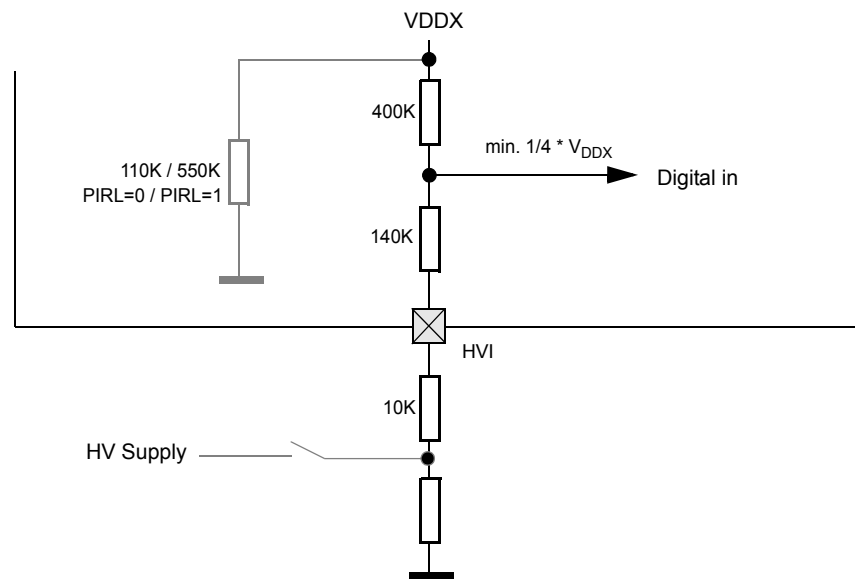 VDDX
400K
min. 1/4 * VDDX
110K / 550K
PIRL=0 / PIRL=1
Digital in
140K
HVI
10K
HV Supply